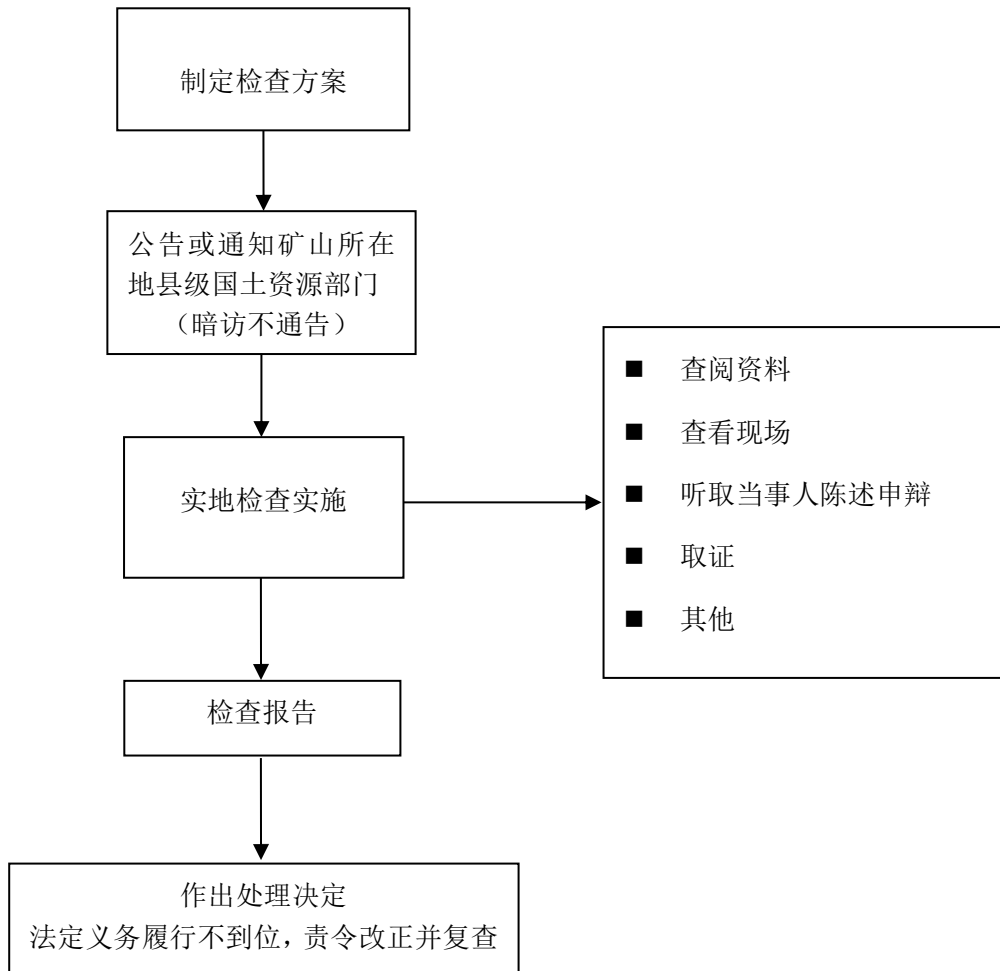 制定检查方案
公告或通知矿山所在
地县级国土资源部门
（暗访不通告）
实地检查实施
■ 查阅资料
■ 查看现场
■ 听取当事人陈述申辩
■ 取证
■ 其他
检查报告
作出处理决定
法定义务履行不到位，责令改正并复查